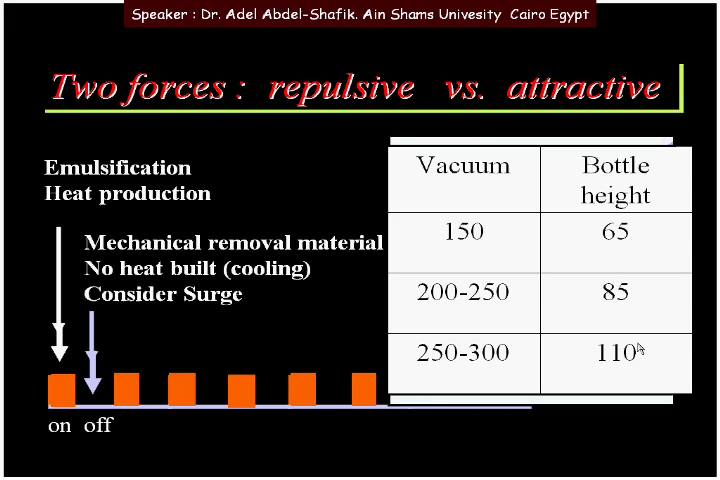 Speaker : Dr. Adel Abdel-Shafik. Ain Shams Univesity Cairo Egypt
Two forces : repulsive vs. attractive
Emulsification
Heat production
Mechanical removal material
No heat built (cooling)
Consider Surge
on off
Vacuum Bottle height
150 65
200-250 85
250-300 110